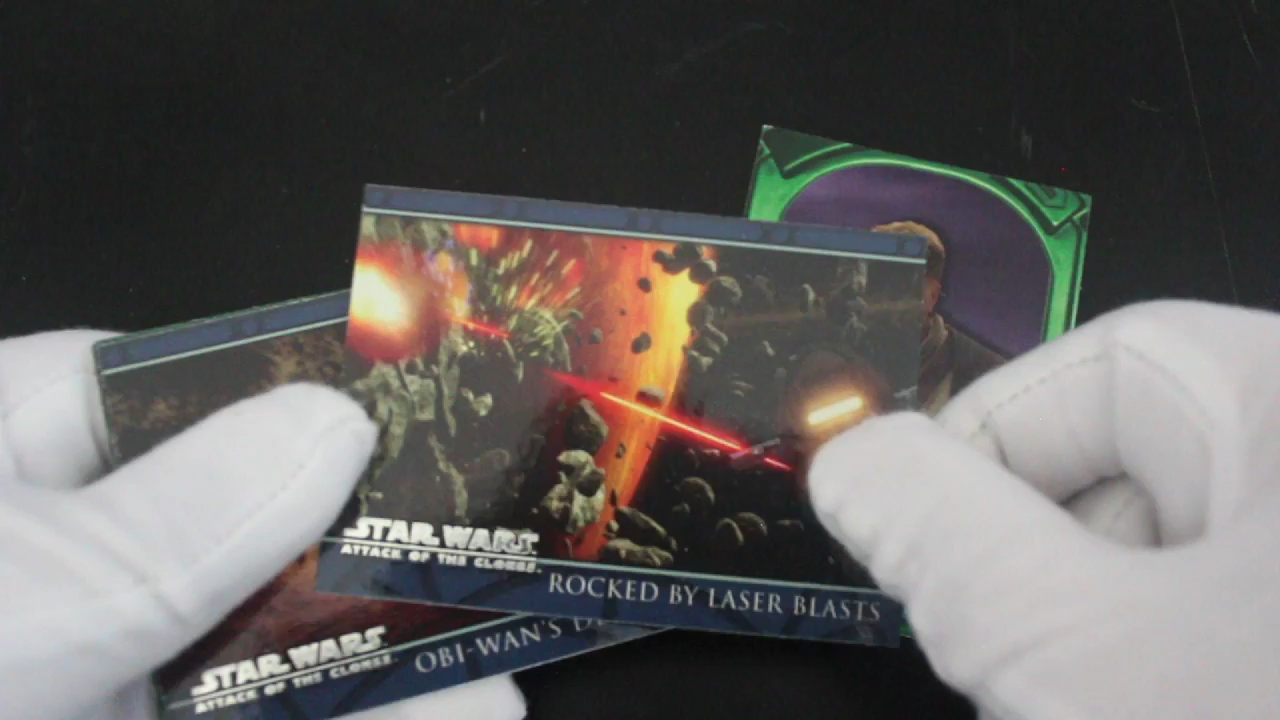 STAR WARS
ATTACK OF THE CLONES
ROCKED BY LASER BLASTS
STAR WARS
ATTACK OF THE CLONES
OBI-WAN'S